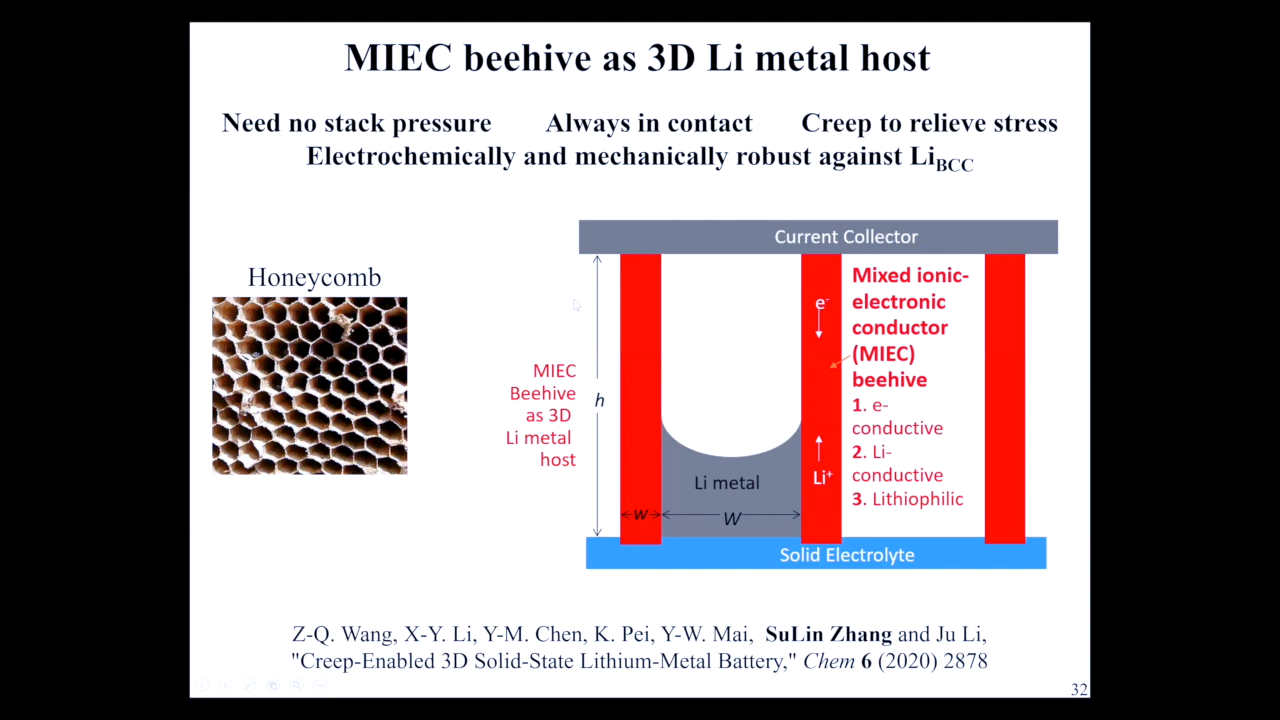 MIEC beehive as 3D Li metal host
Need no stack pressure Always in contact Creep to relieve stress
Electrochemically and mechanically robust against LiBCC
Honeycomb
Current Collector
MIEC
Beehive
as 3D
Li metal
host
h
e-
Li+
Li metal
w
W
Mixed ionic-
electronic
conductor
(MIEC)
beehive
1. e-
conductive
2. Li-
conductive
3. Lithiophilic
Solid Electrolyte
Z-Q. Wang, X-Y. Li, Y-M. Chen, K. Pei, Y-W. Mai, SuLin Zhang and Ju Li,
"Creep-Enabled 3D Solid-State Lithium-Metal Battery," Chem 6 (2020) 2878
32